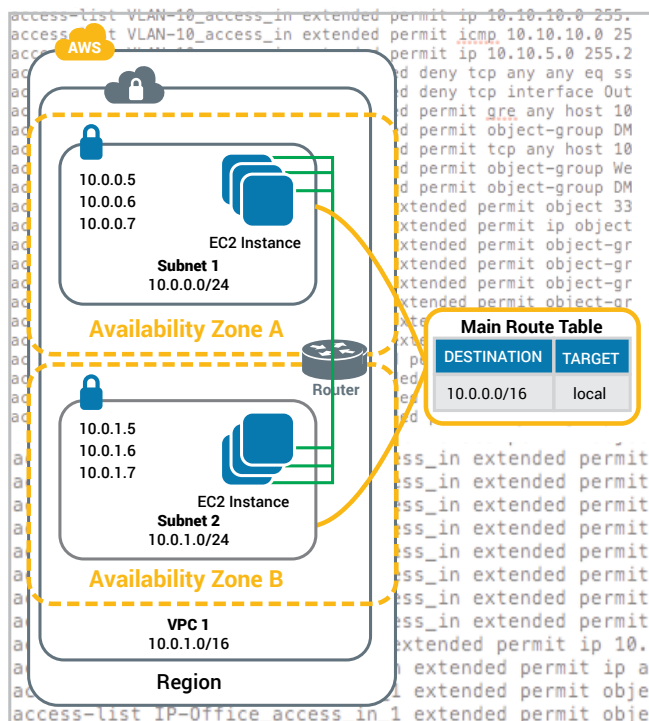 access-list VLAN-10_access_in extended permit ip 10.10.10.0 255.
access-list VLAN-10_access_in extended permit icmp 10.10.10.0 25
extended permit ip 10.10.5.0 255.2
AWS
d deny tcp any any eq ss
d deny tcp interface Out
d permit gre any host 10
d permit object-group DM
d permit tcp any host 10
d permit object-group We
d permit object-group DM
xtended permit object 33
xtended permit ip object
xtended permit object-gr
xtended permit object-gr
xtended permit object-gr
xtended permit object-gr
10.0.0.5
10.0.0.6
10.0.0.7
EC2 Instance
Subnet 1
10.0.0.0/24
Availability Zone A
Router
Main Route Table
DESTINATION TARGET
10.0.0.0/16 local
10.0.1.5
10.0.1.6
10.0.1.7
EC2 Instance
Subnet 2
10.0.1.0/24
Availability Zone B
VPC 1
10.0.1.0/16
Region
ss_in extended permit
ss_in extended permit
ss_in extended permit
ss_in extended permit
ss_in extended permit
ss_in extended permit
ss_in extended permit
ss_in extended permit
extended permit ip 10.
extended permit ip a
extended permit obje
access-list IP-Office_access_in_1 extended permit obje